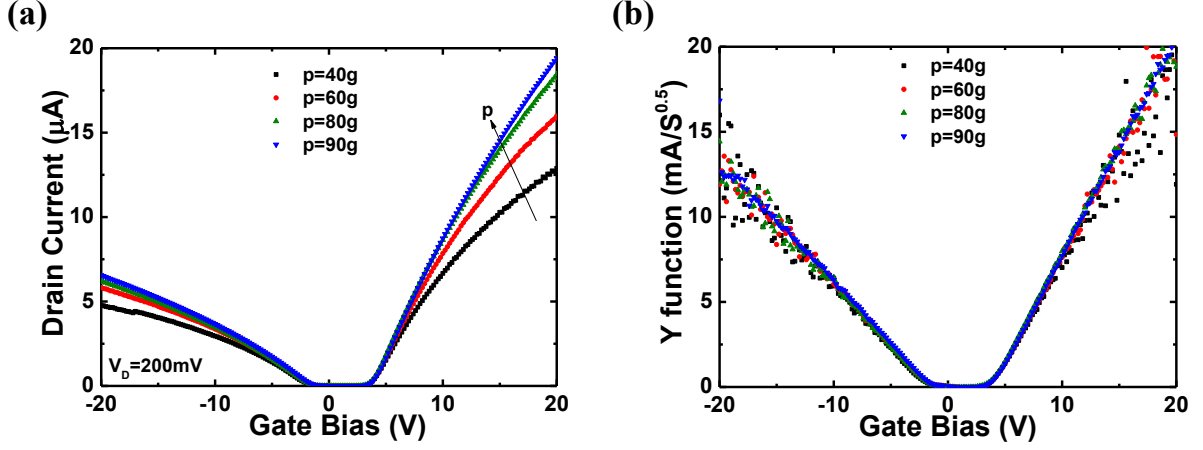 (a)
20
15
10
5
0
Drain Current (μA)
p=40g
p=60g
p=80g
p=90g
p
V_D=200mV
-20 -10 0 10 20
Gate Bias (V)
(b)
20
15
10
5
0
Y function (mA/S^0.5)
p=40g
p=60g
p=80g
p=90g
-20 -10 0 10 20
Gate Bias (V)